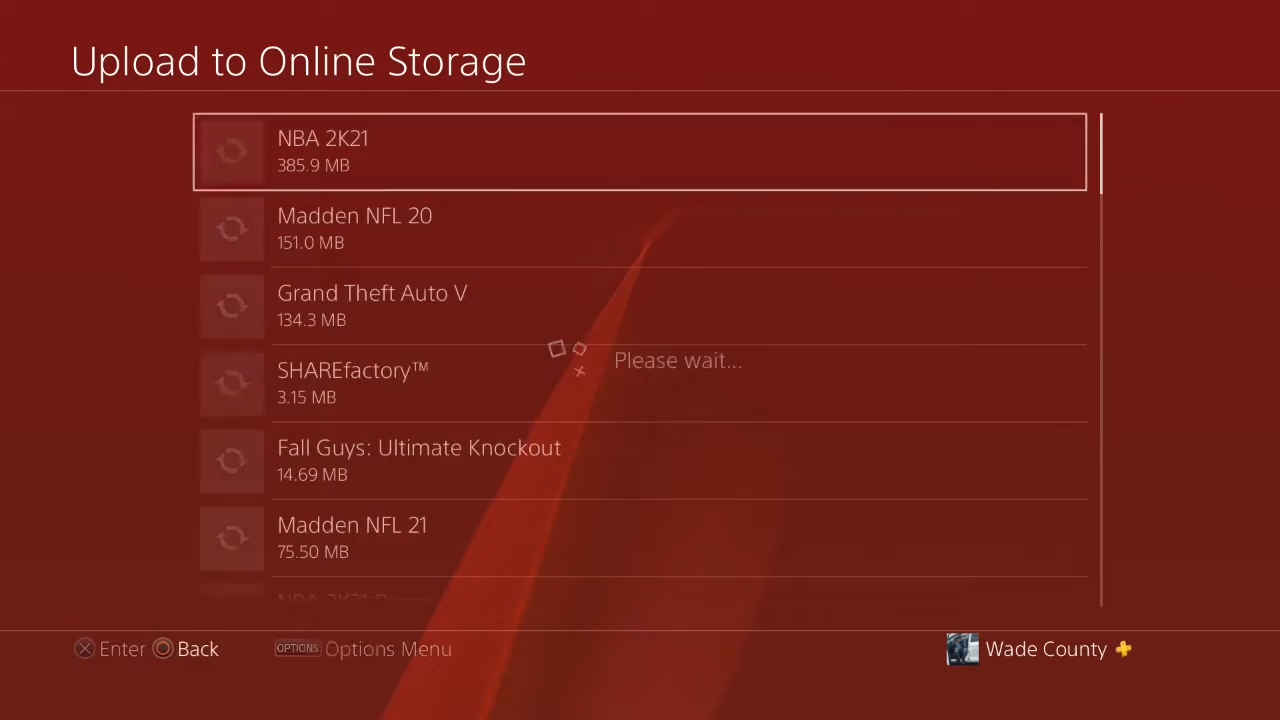 Upload to Online Storage
NBA 2K21
385.9 MB
Madden NFL 20
151.0 MB
Grand Theft Auto V
134.3 MB
Please wait...
SHAREfactory™
3.15 MB
Fall Guys: Ultimate Knockout
14.69 MB
Madden NFL 21
75.50 MB
NBA 2K21
Enter Back OPTIONS Options Menu Wade County